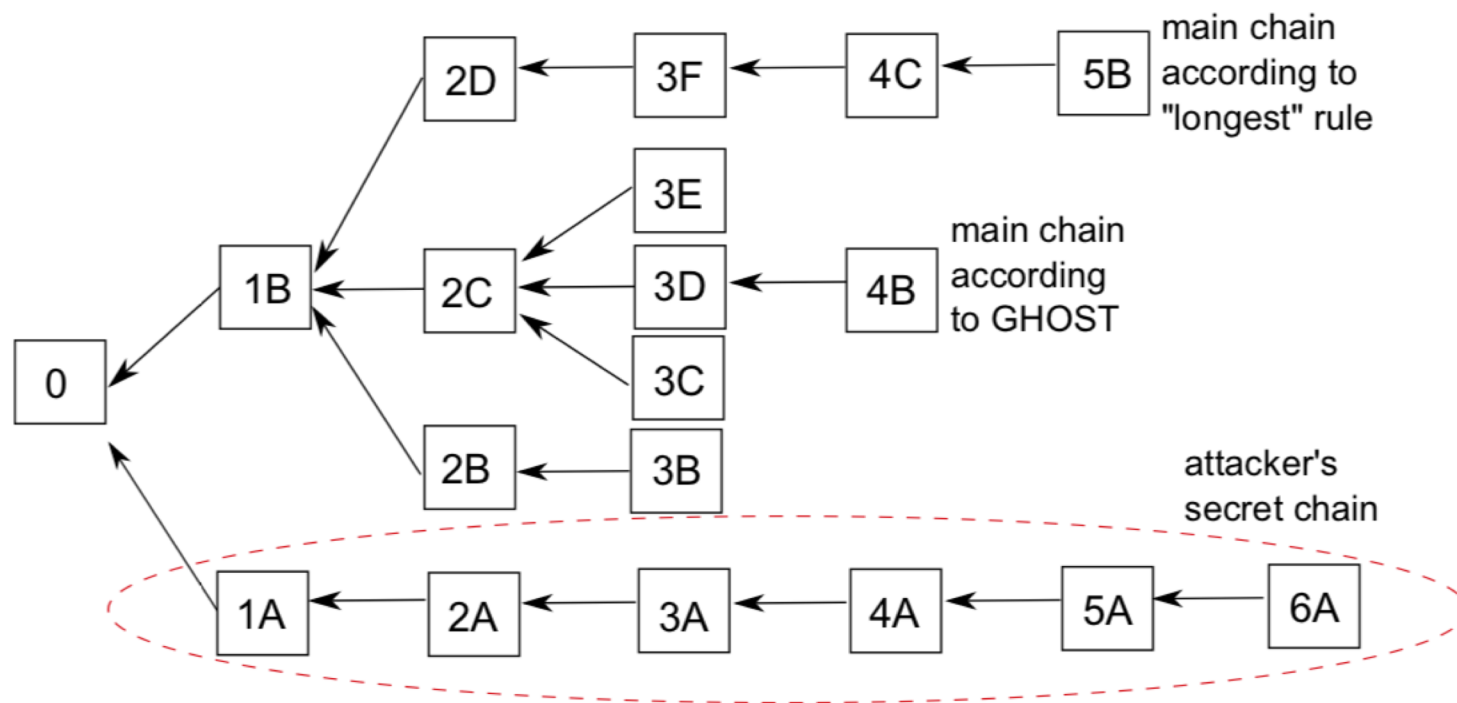 2D
3F
4C
5B
main chain
according to
"longest" rule
3E
1B
2C
3D
4B
main chain
according
to GHOST
0
3C
2B
3B
attacker's
secret chain
1A
2A
3A
4A
5A
6A